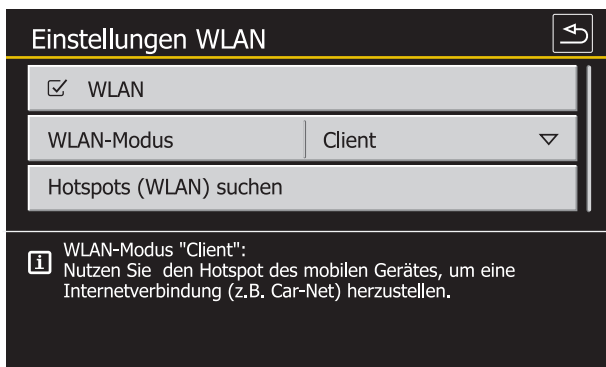 Einstellungen WLAN
WLAN
WLAN-Modus Client
Hotspots (WLAN) suchen
i WLAN-Modus "Client":
Nutzen Sie den Hotspot des mobilen Gerätes, um eine
Internetverbindung (z.B. Car-Net) herzustellen.